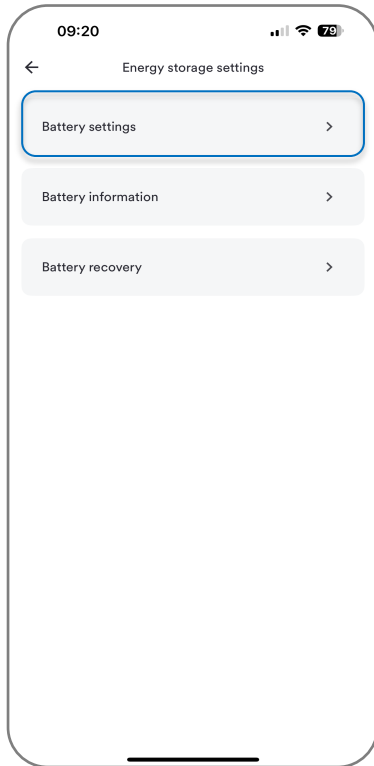 09:20
79
Energy storage settings
Battery settings
Battery information
Battery recovery